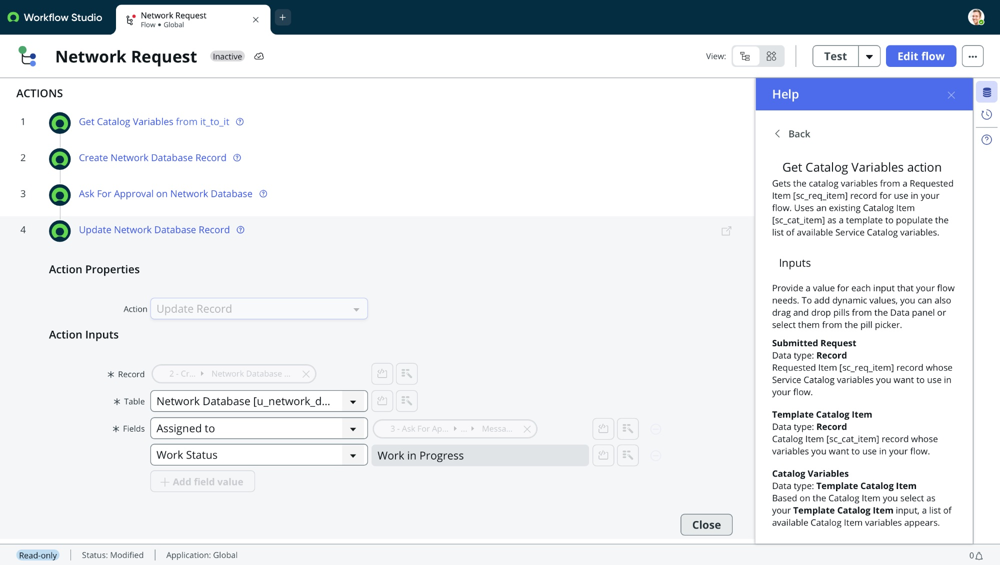 Workflow Studio
Network Request
Flow • Global
Network Request
Inactive
View:
Test
Edit flow
ACTIONS
1 Get Catalog Variables from it_to_it
2 Create Network Database Record
3 Ask For Approval on Network Database
4 Update Network Database Record
Action Properties
Action Update Record
Action Inputs
* Record 2 - Cr... Network Database ...
* Table Network Database [u_network_d...
* Fields Assigned to 3 - Ask For Ap... ... Messa...
Work Status Work in Progress
+ Add field value
Close
Help
Back
Get Catalog Variables action
Gets the catalog variables from a Requested
Item [sc_req_item] record for use in your
flow. Uses an existing Catalog Item
[sc_cat_item] as a template to populate the
list of available Service Catalog variables.
Inputs
Provide a value for each input that your flow
needs. To add dynamic values, you can also
drag and drop pills from the Data panel or
select them from the pill picker.
Submitted Request
Data type: Record
Requested Item [sc_req_item] record whose
Service Catalog variables you want to use in
your flow.
Template Catalog Item
Data type: Record
Catalog Item [sc_cat_item] record whose
variables you want to use in your flow.
Catalog Variables
Data type: Template Catalog Item
Based on the Catalog Item you select as
your Template Catalog Item input, a list of
available Catalog Item variables appears.
Read-only
Status: Modified
Application: Global
0